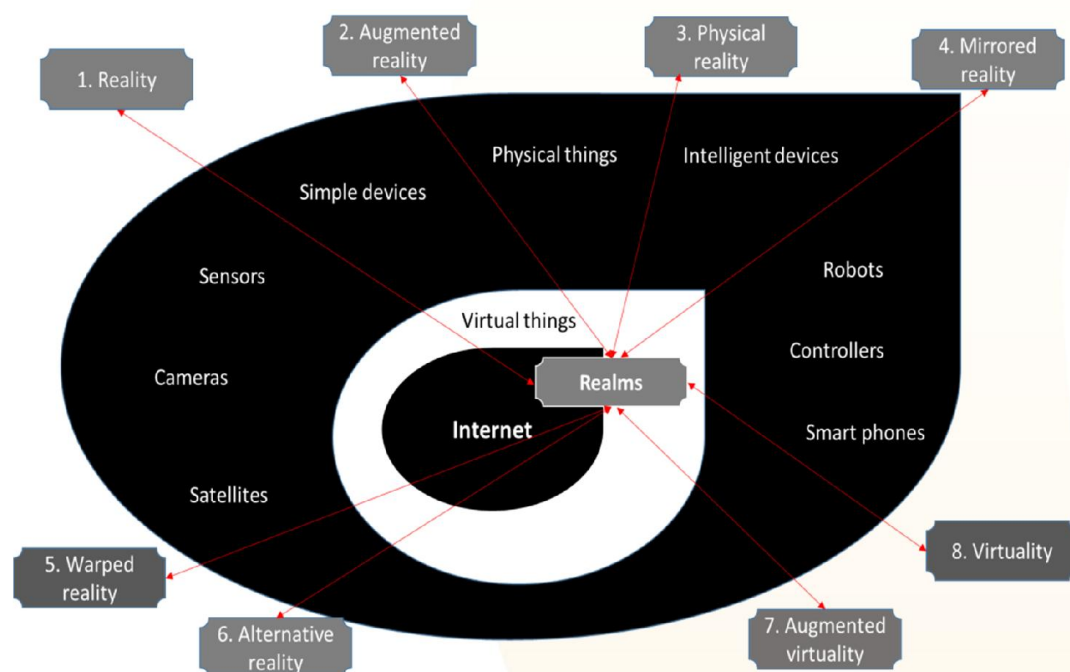 2. Augmented
reality
3. Physical
reality
4. Mirrored
reality
1. Reality
Physical things
Intelligent devices
Simple devices
Sensors
Robots
Virtual things
Controllers
Cameras
Realms
Internet
Smart phones
Satellites
5. Warped
reality
8. Virtuality
6. Alternative
reality
7. Augmented
virtuality